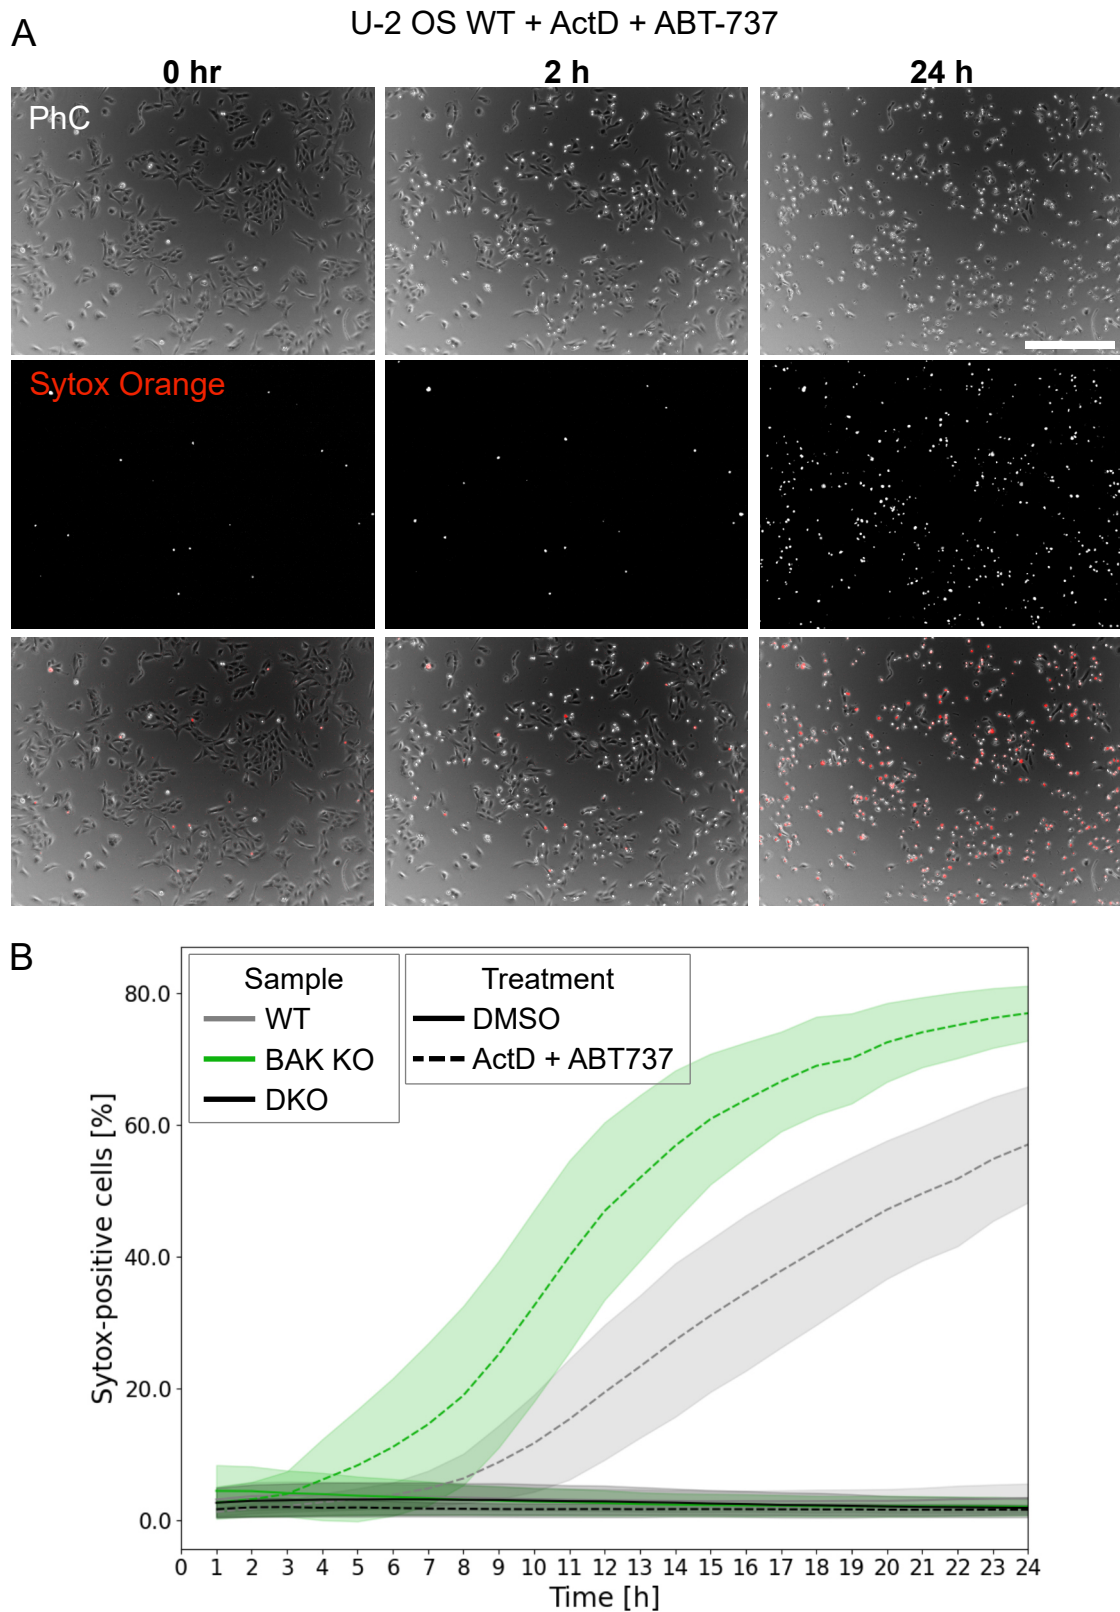 A
U-2 OS WT + ActD + ABT-737
0 hr
2 h
24 h
PhC
Sytox Orange
B
Sample
WT
BAK KO
DKO
Treatment
DMSO
ActD + ABT737
Sytox-positive cells [%]
80.0
60.0
40.0
20.0
0.0
0 1 2 3 4 5 6 7 8 9 10 11 12 13 14 15 16 17 18 19 20 21 22 23 24
Time [h]